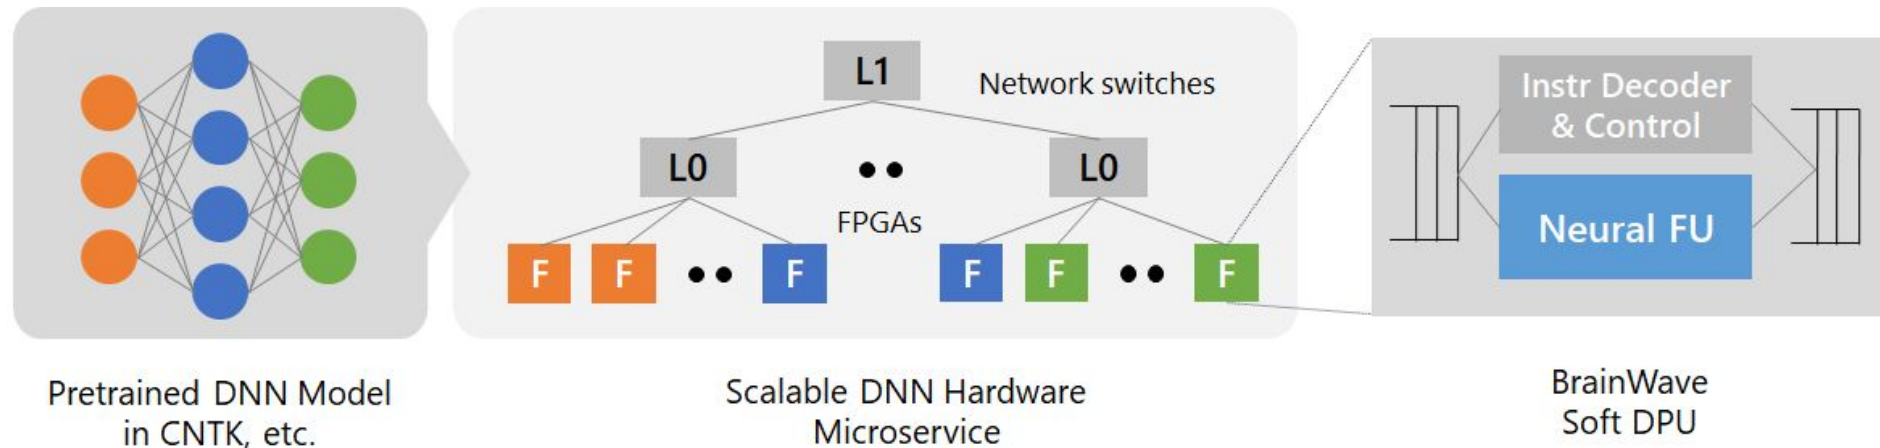 L1
Network switches
L0
L0
FPGAs
F
F
F
F
F
F
Instr Decoder
& Control
Neural FU
Pretrained DNN Model
in CNTK, etc.
Scalable DNN Hardware
Microservice
BrainWave
Soft DPU